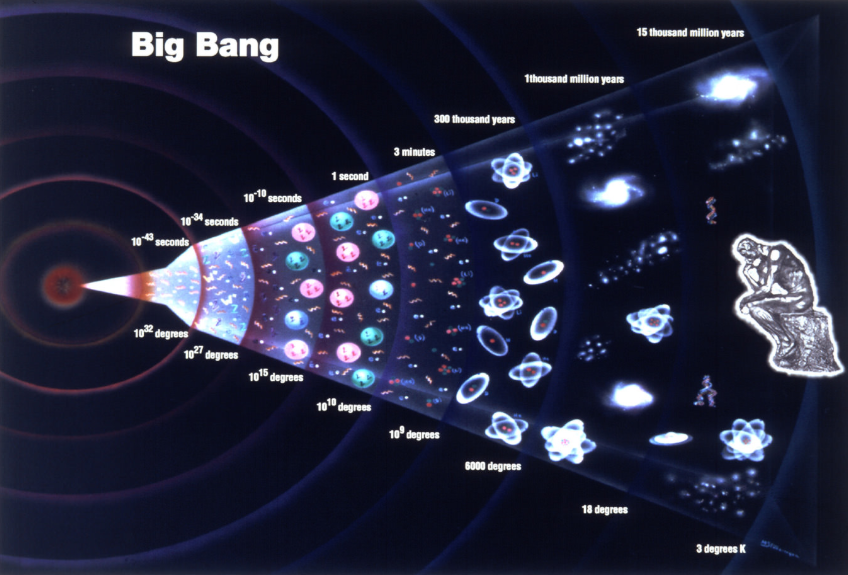 Big Bang
15 thousand million years
1thousand million years
300 thousand years
3 minutes
1 second
10⁻¹⁰ seconds
10⁻³⁴ seconds
10⁻⁴³ seconds
10³² degrees
10²⁷ degrees
10¹⁵ degrees
10¹⁰ degrees
10⁹ degrees
6000 degrees
18 degrees
3 degrees K